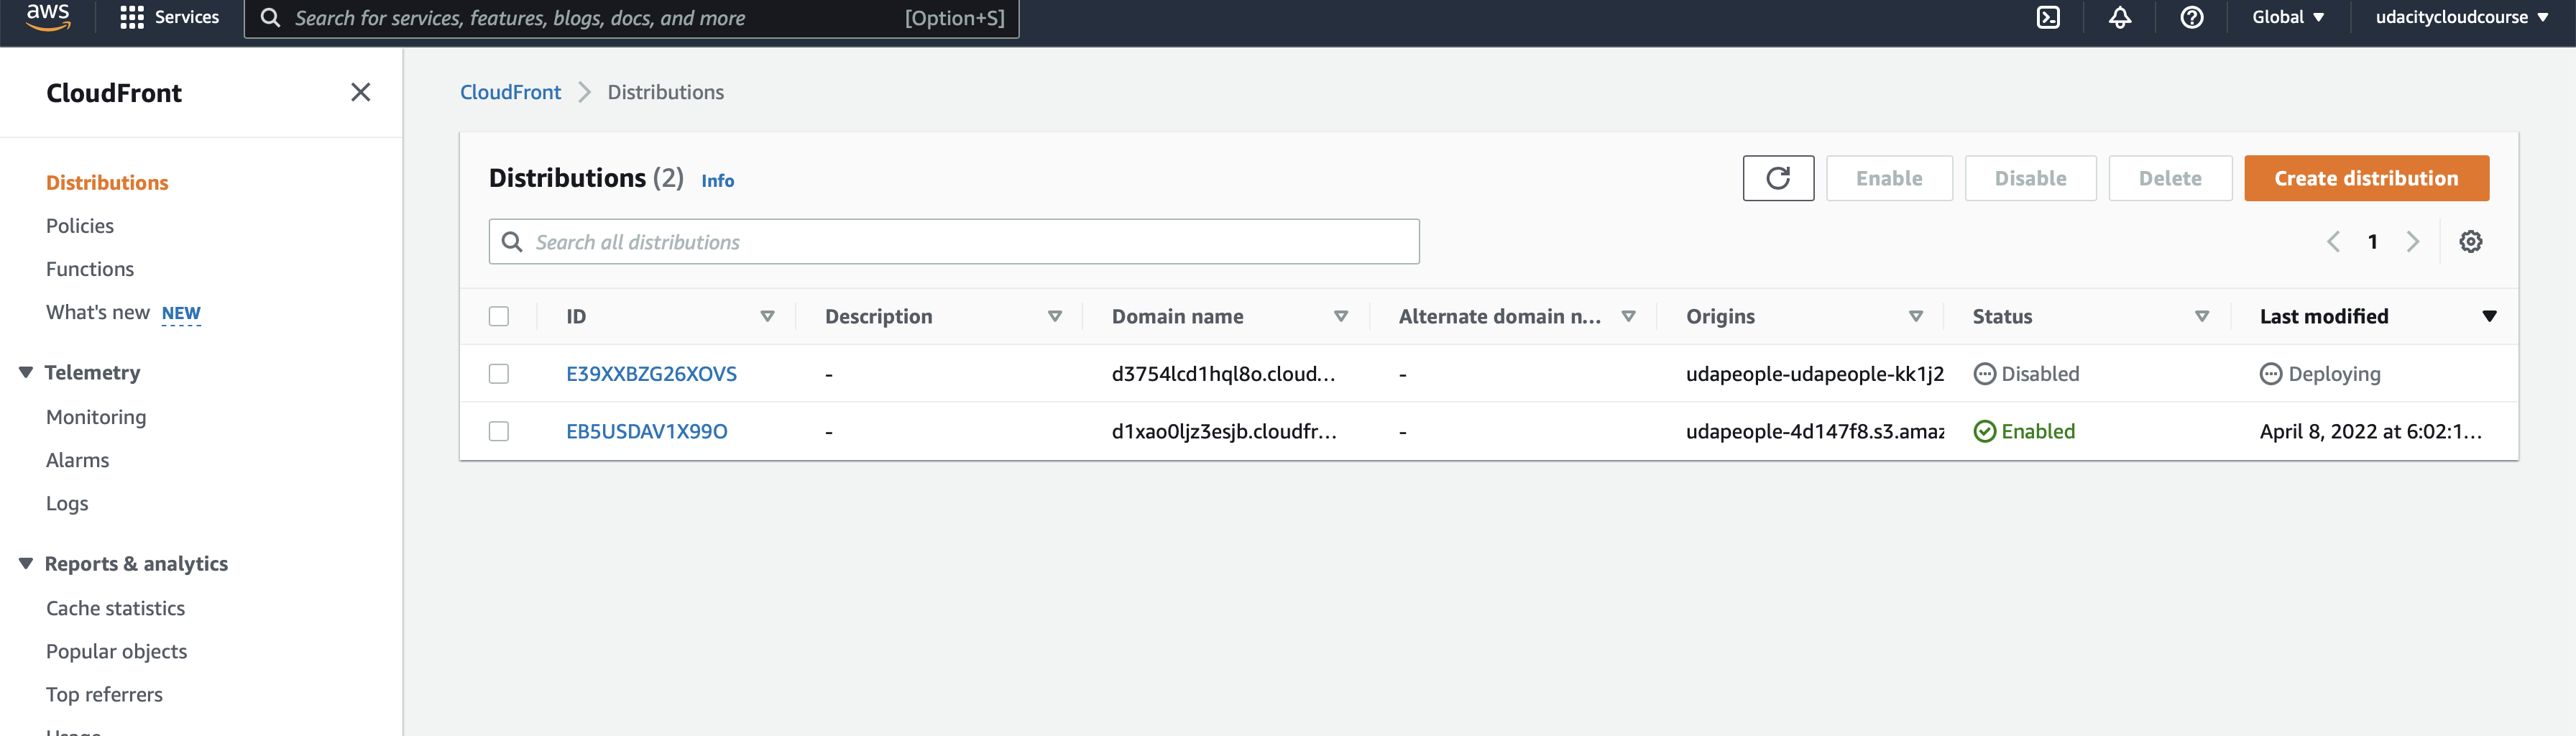 aws Services Search for services, features, blogs, docs, and more [Option+S] Global udacitycloudcourse
CloudFront
Distributions
Policies
Functions
What's new NEW
Telemetry
Monitoring
Alarms
Logs
Reports & analytics
Cache statistics
Popular objects
Top referrers
Usage
CloudFront Distributions
Distributions (2) Info Enable Disable Delete Create distribution
Search all distributions 1
ID Description Domain name Alternate domain n... Origins Status Last modified
E39XXBZG26XOVS - d3754lcd1hql8o.cloud... - udapeople-udapeople-kk1j2 Disabled Deploying
EB5USDAV1X99O - d1xao0ljz3esjb.cloudfr... - udapeople-4d147f8.s3.amaz Enabled April 8, 2022 at 6:02:1...